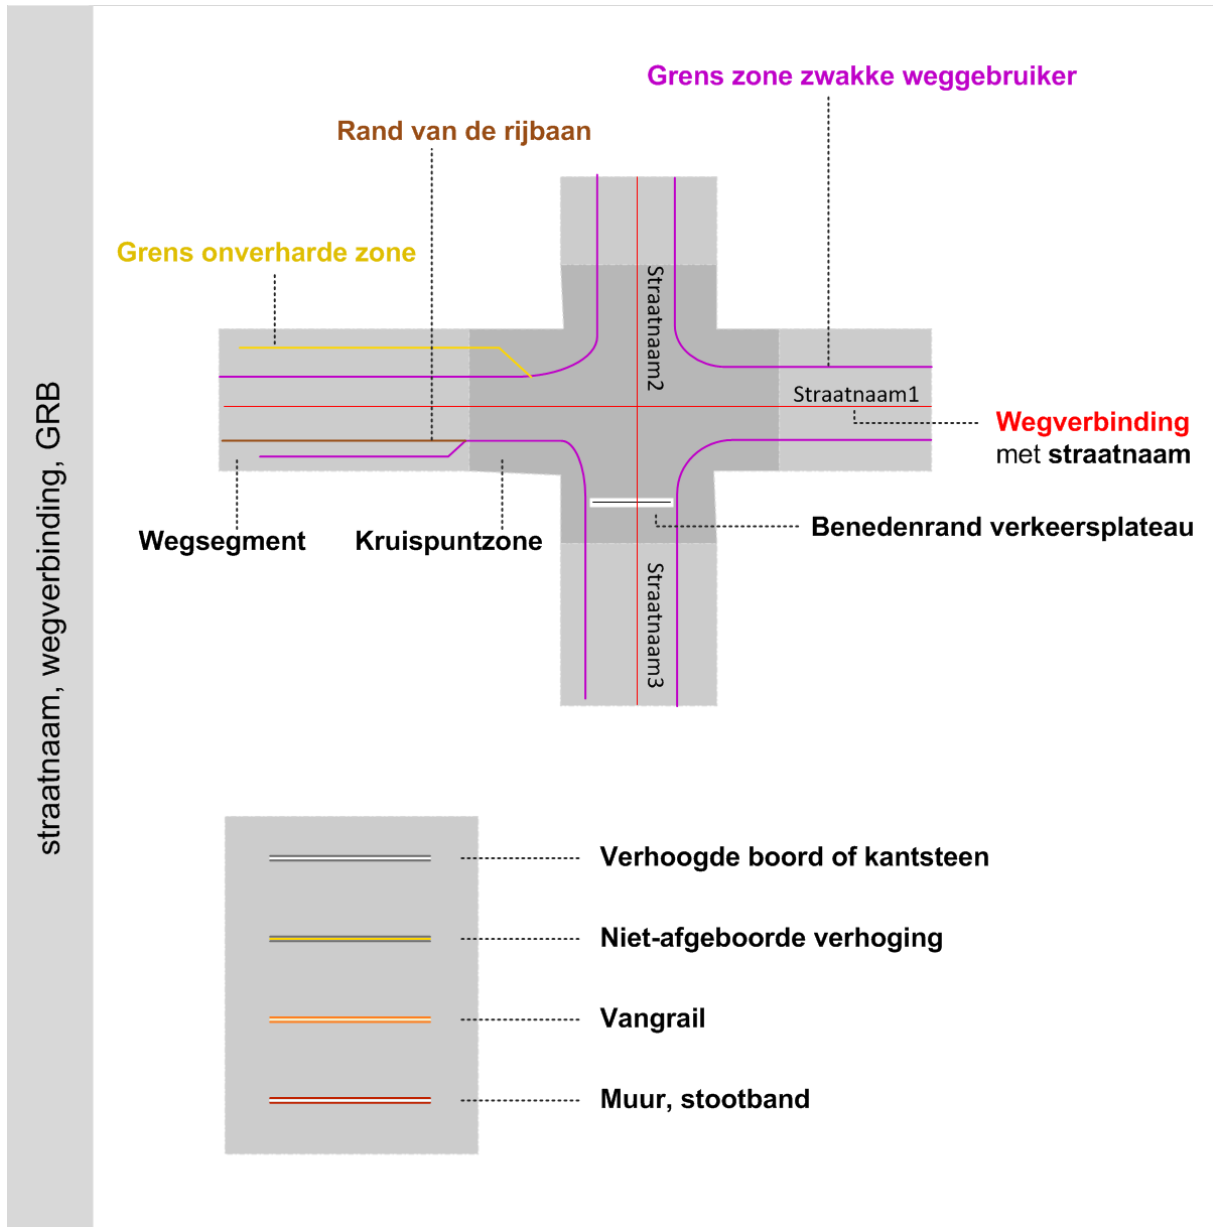 straatnaam, wegverbinding, GRB
Grens zone zwakke weggebruiker
Rand van de rijbaan
Grens onverharde zone
Straatnaam2
Straatnaam1
Wegverbinding
met straatnaam
Benedenrand verkeersplateau
Wegsegment
Kruispuntzone
Straatnaam3
Verhoogde boord of kantsteen
Niet-afgeboorde verhoging
Vangrail
Muur, stootband